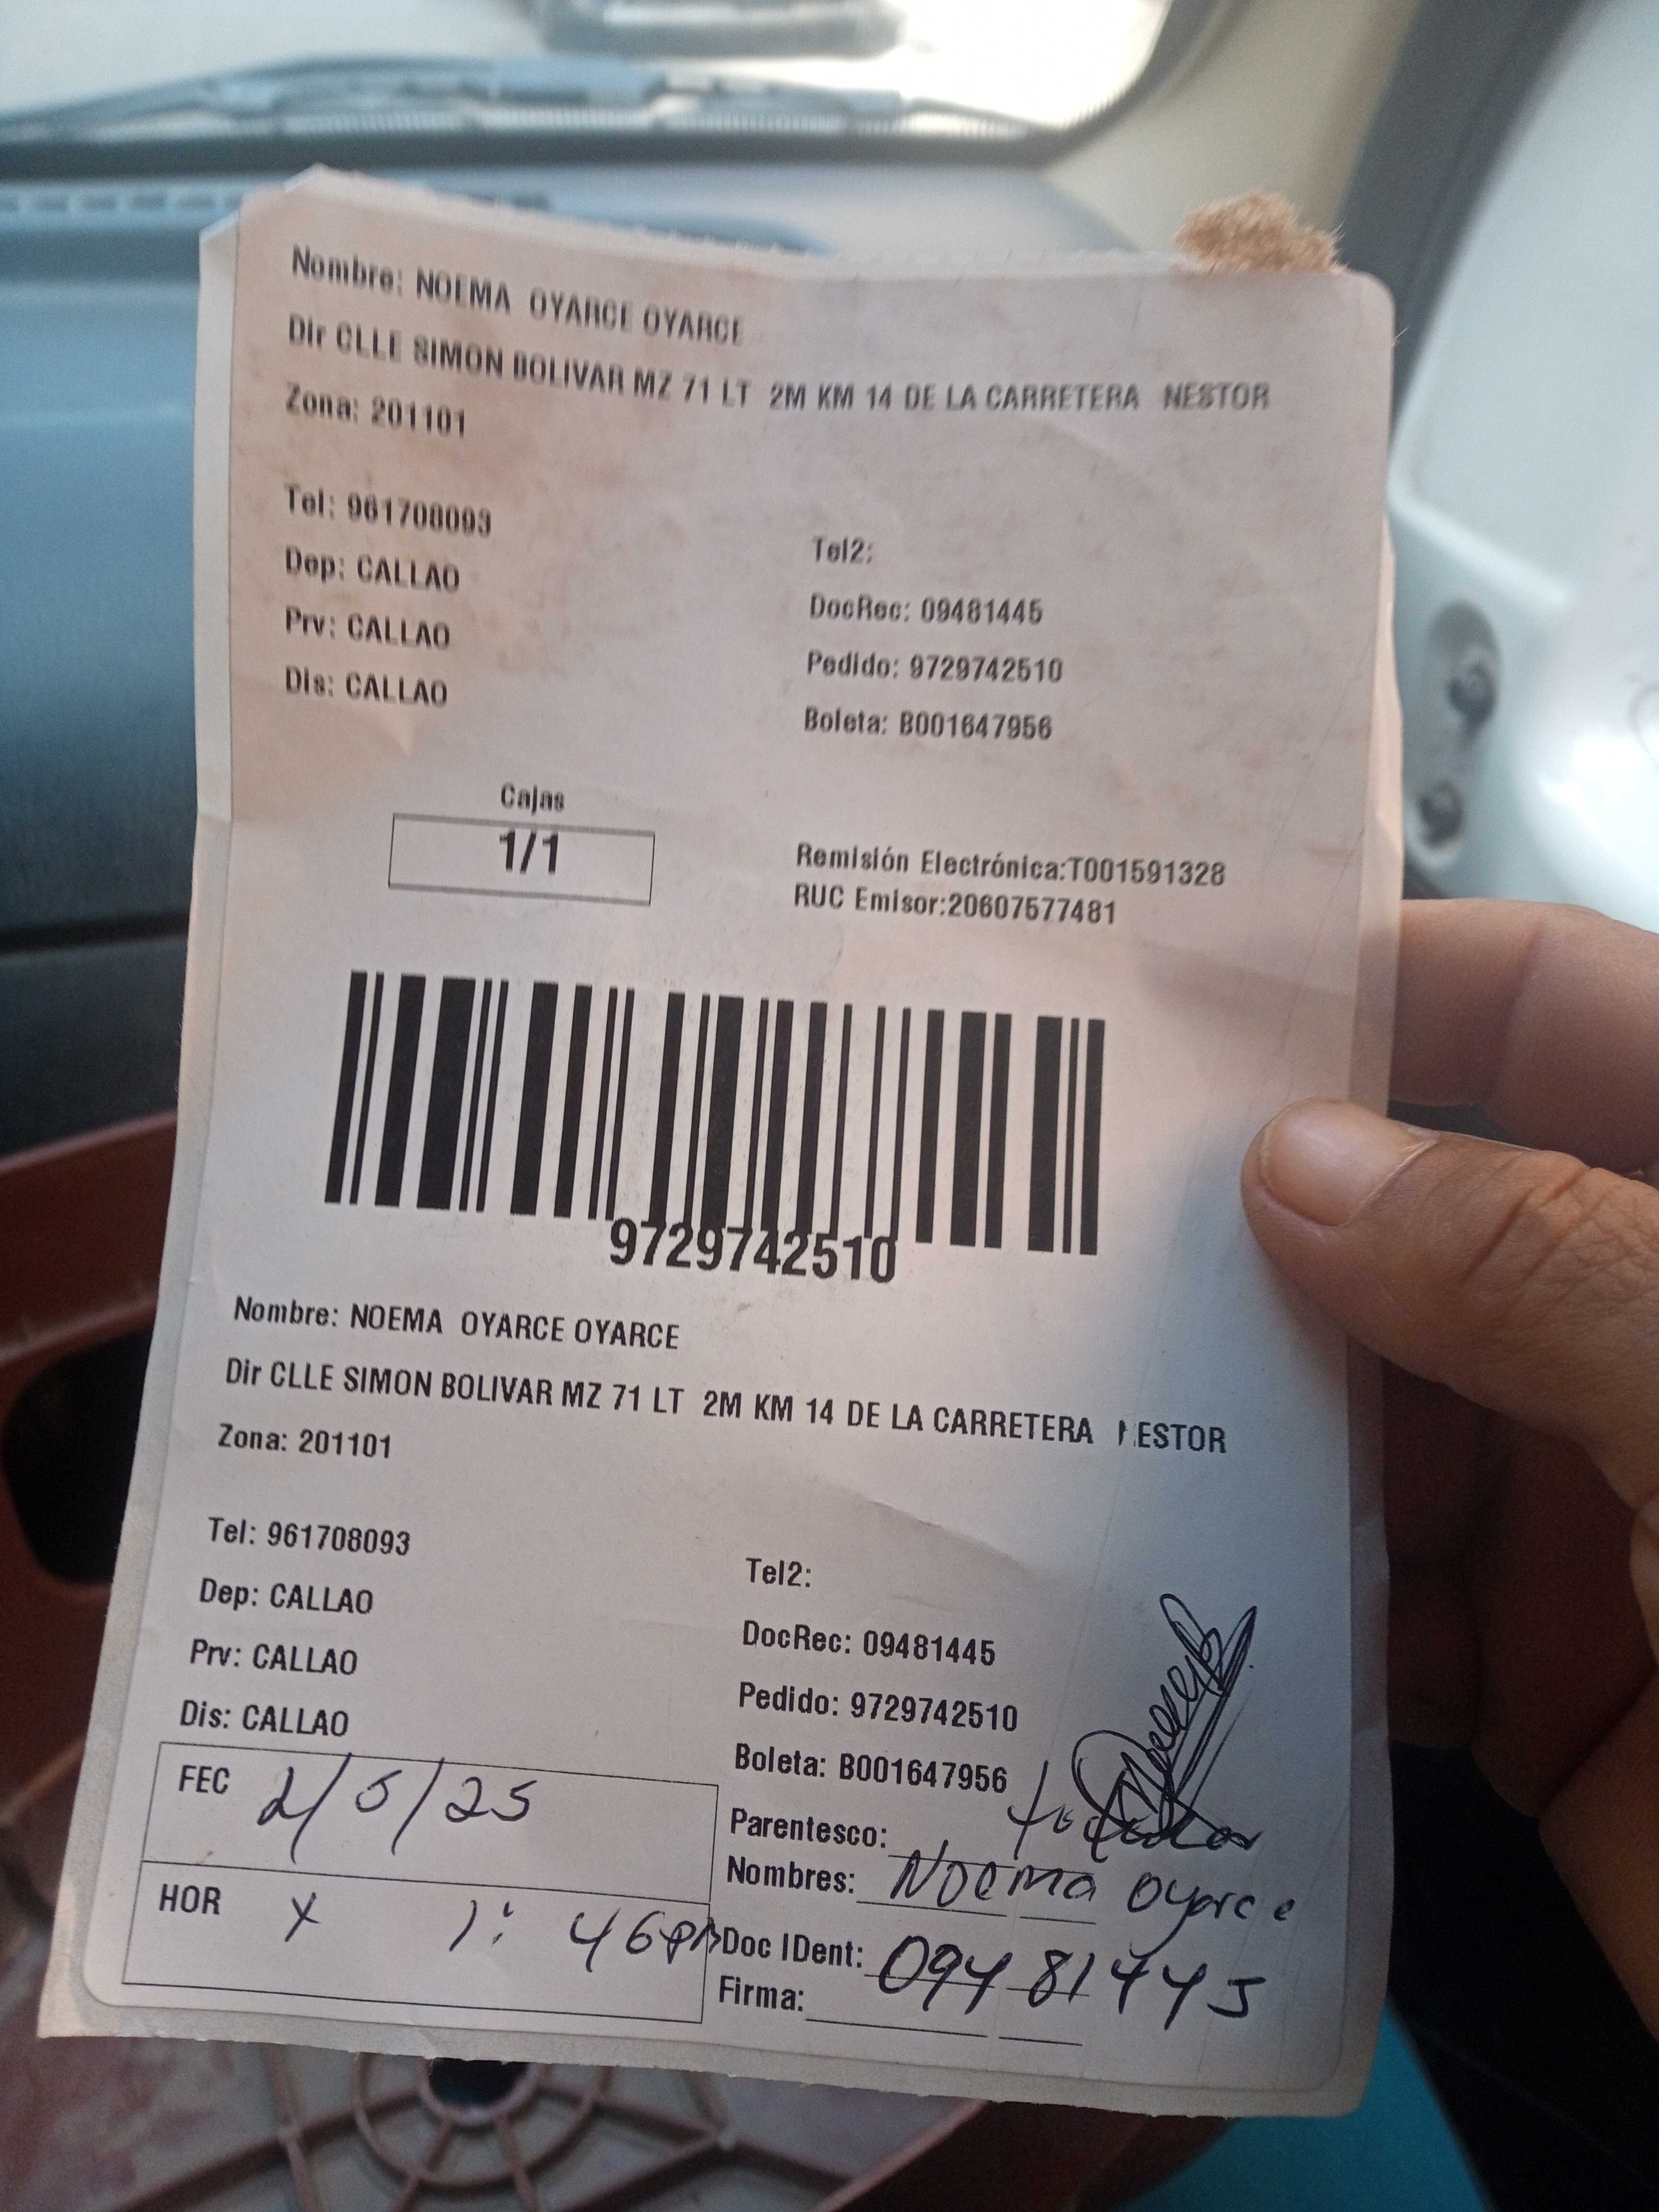 Nombre: NOEMA OYARCE OYARCE
Dir CLLE SIMON BOLIVAR MZ 71 LT 2M KM 14 DE LA CARRETERA NESTOR
Zona: 201101
Tel: 961708093
Tel2:
Dep: CALLAO
DocRec: 09481445
Prv: CALLAO
Pedido: 9729742510
Dis: CALLAO
Boleta: B001647956
Cajas
1/1
Remisión Electrónica:T001591328
RUC Emisor:20607577481
9729742510
Nombre: NOEMA OYARCE OYARCE
Dir CLLE SIMON BOLIVAR MZ 71 LT 2M KM 14 DE LA CARRETERA NESTOR
Zona: 201101
Tel: 961708093
Tel2:
Dep: CALLAO
DocRec: 09481445
Prv: CALLAO
Pedido: 9729742510
Dis: CALLAO
Boleta: B001647956
FEC 2/5/25
Parentesco:
Nombres: Noema Oyarce
HOR x 1:46PM
Doc IDent: 09481445
Firma: